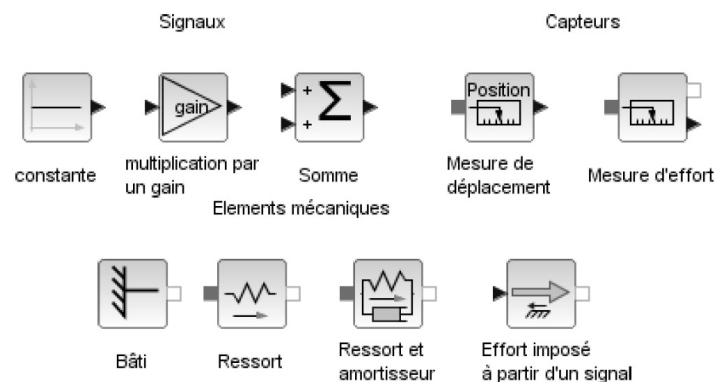 Signaux
Capteurs
gain
Σ
+
+
Position
constante
multiplication par
un gain
Somme
Mesure de
déplacement
Mesure d'effort
Elements mécaniques
Bâti
Ressort
Ressort et
amortisseur
Effort imposé
à partir d'un signal